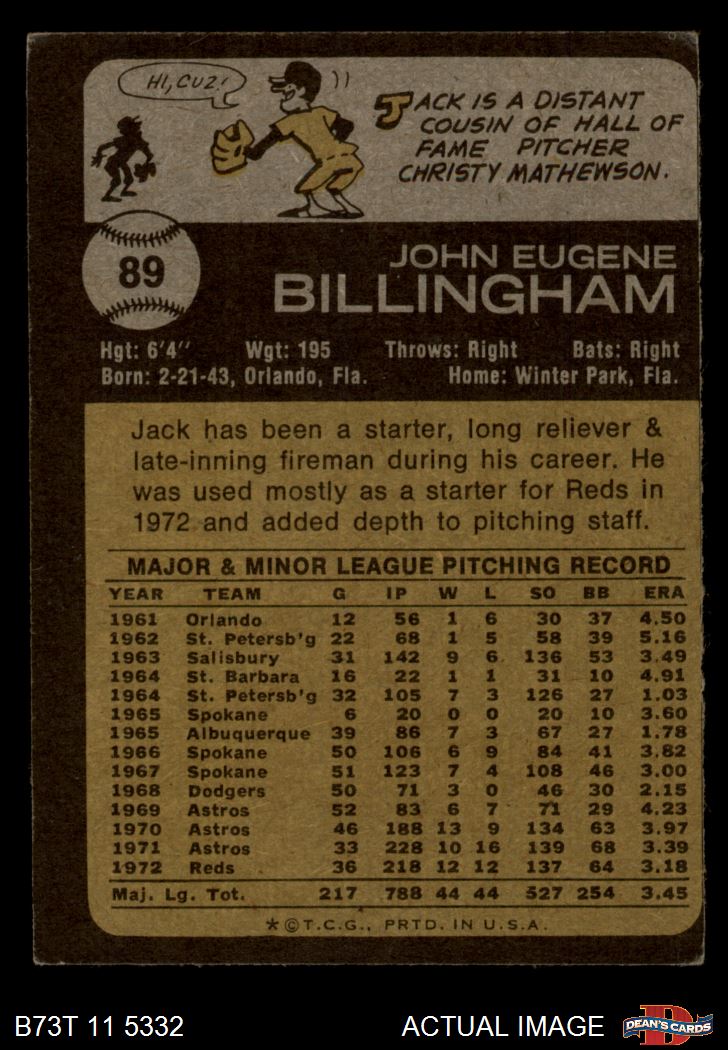 HI, CUZ!
JACK IS A DISTANT
COUSIN OF HALL OF
FAME PITCHER
CHRISTY MATHEWSON.
89
JOHN EUGENE
BILLINGHAM
Hgt: 6'4" Wgt: 195 Throws: Right Bats: Right
Born: 2-21-43, Orlando, Fla. Home: Winter Park, Fla.
Jack has been a starter, long reliever &
late-inning fireman during his career. He
was used mostly as a starter for Reds in
1972 and added depth to pitching staff.
MAJOR & MINOR LEAGUE PITCHING RECORD
YEAR TEAM G IP W L SO BB ERA
1961 Orlando 12 56 1 6 30 37 4.50
1962 St. Petersb'g 22 68 1 5 58 39 5.16
1963 Salisbury 31 142 9 6 136 53 3.49
1964 St. Barbara 16 22 1 1 31 10 4.91
1964 St. Petersb'g 32 105 7 3 126 27 1.03
1965 Spokane 6 20 0 0 20 10 3.60
1965 Albuquerque 39 86 7 3 67 27 1.78
1966 Spokane 50 106 6 9 84 41 3.82
1967 Spokane 51 123 7 4 108 46 3.00
1968 Dodgers 50 71 3 0 46 30 2.15
1969 Astros 52 83 6 7 71 29 4.23
1970 Astros 46 188 13 9 134 63 3.97
1971 Astros 33 228 10 16 139 68 3.39
1972 Reds 36 218 12 12 137 64 3.18
Maj. Lg. Tot. 217 788 44 44 527 254 3.45
*©T.C.G., PRTD. IN U.S.A.
B73T 11 5332 ACTUAL IMAGE D DEAN'S CARDS